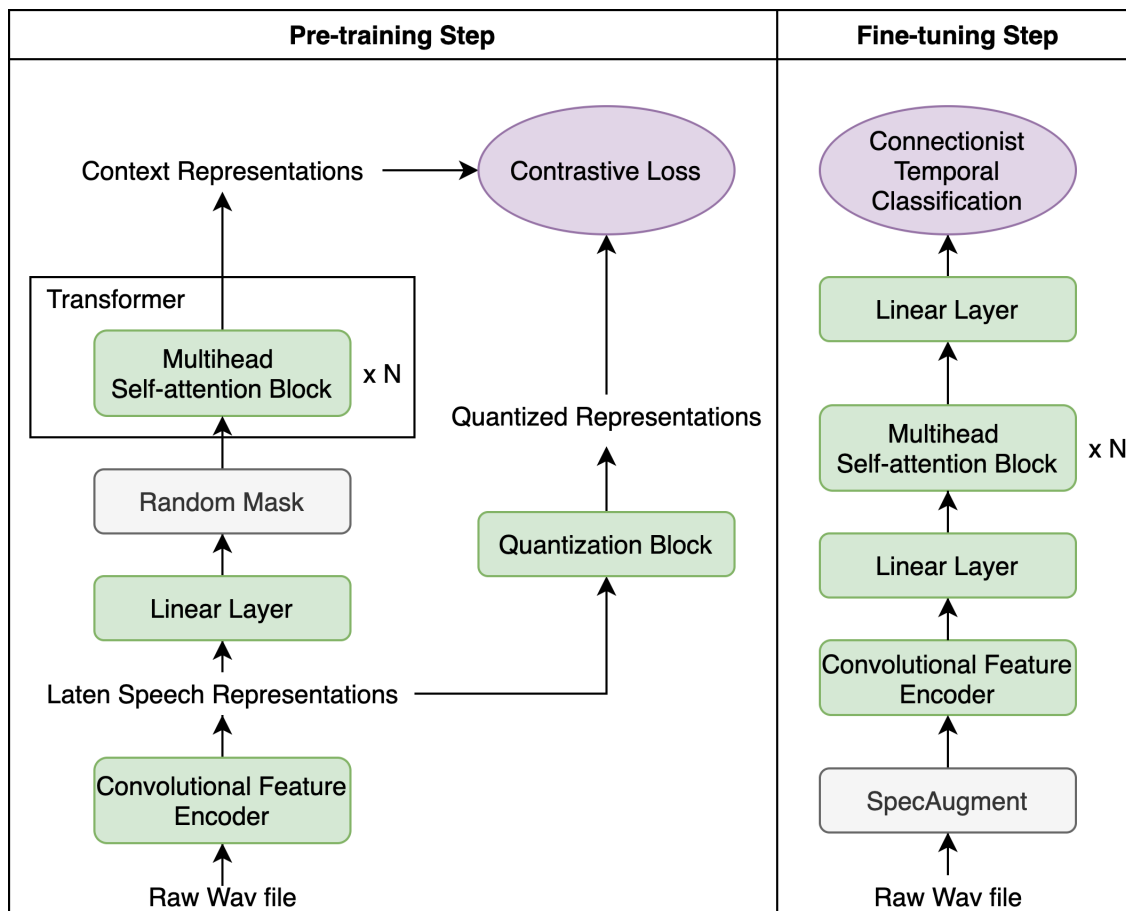 Pre-training Step
Fine-tuning Step
Context Representations
Contrastive Loss
Transformer
Multihead
Self-attention Block
x N
Random Mask
Linear Layer
Laten Speech Representations
Convolutional Feature
Encoder
Raw Wav file
Quantized Representations
Quantization Block
Connectionist
Temporal
Classification
Linear Layer
Multihead
Self-attention Block
x N
Linear Layer
Convolutional Feature
Encoder
SpecAugment
Raw Wav file